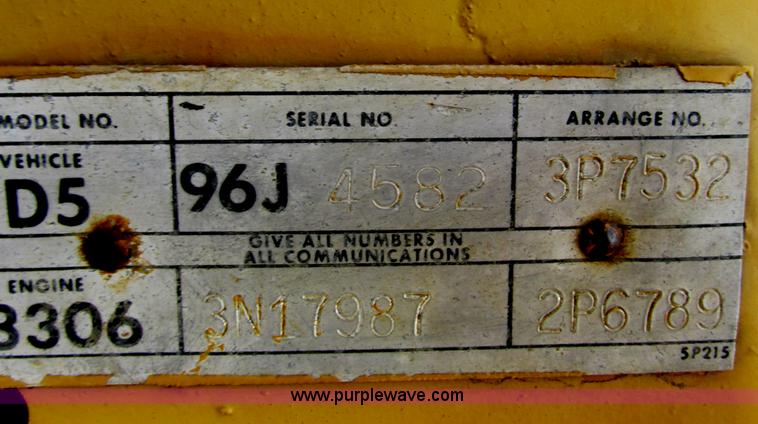 MODEL NO. SERIAL NO. ARRANGE NO.
VEHICLE
D5 96J 4582 3P7532
GIVE ALL NUMBERS IN
ALL COMMUNICATIONS
ENGINE
3306 3N17987 2P6789
5P215
www.purplewave.com